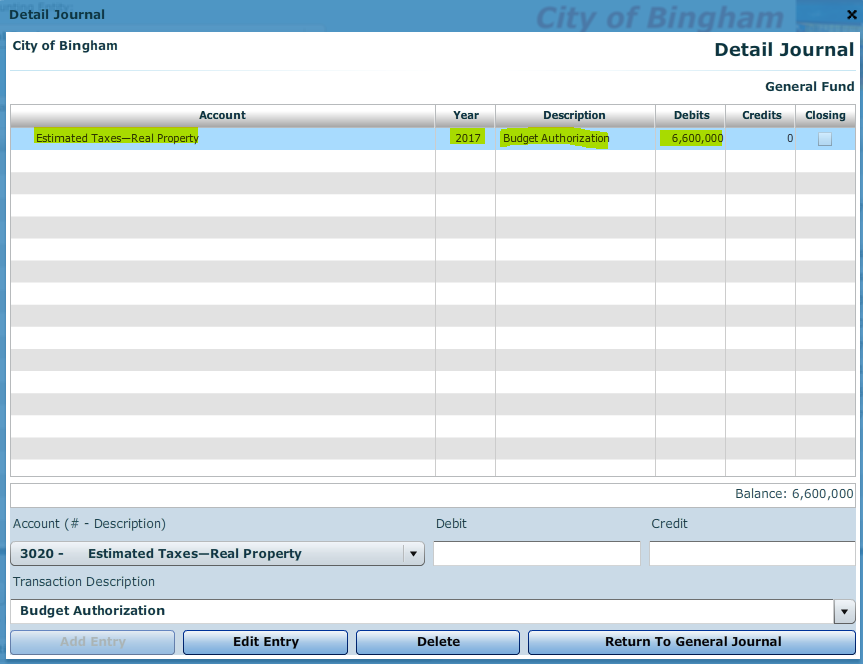 Detail Journal
City of Bingham
City of Bingham
Detail Journal
General Fund
Account Year Description Debits Credits Closing
Estimated Taxes—Real Property 2017 Budget Authorization 6,600,000 0
Balance: 6,600,000
Account (# - Description) Debit Credit
3020 - Estimated Taxes—Real Property
Transaction Description
Budget Authorization
Add Entry Edit Entry Delete Return To General Journal